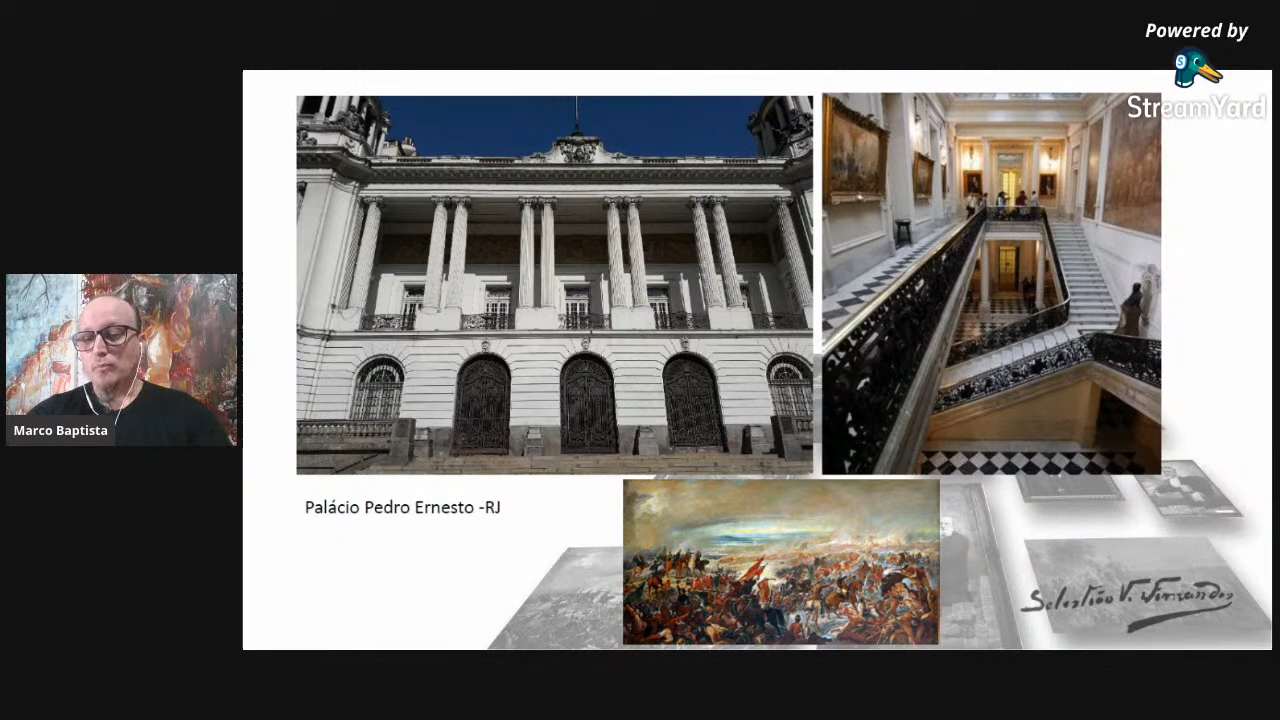 Powered by
StreamYard
Marco Baptista
Palácio Pedro Ernesto -RJ
Sebastião V. Fernandes